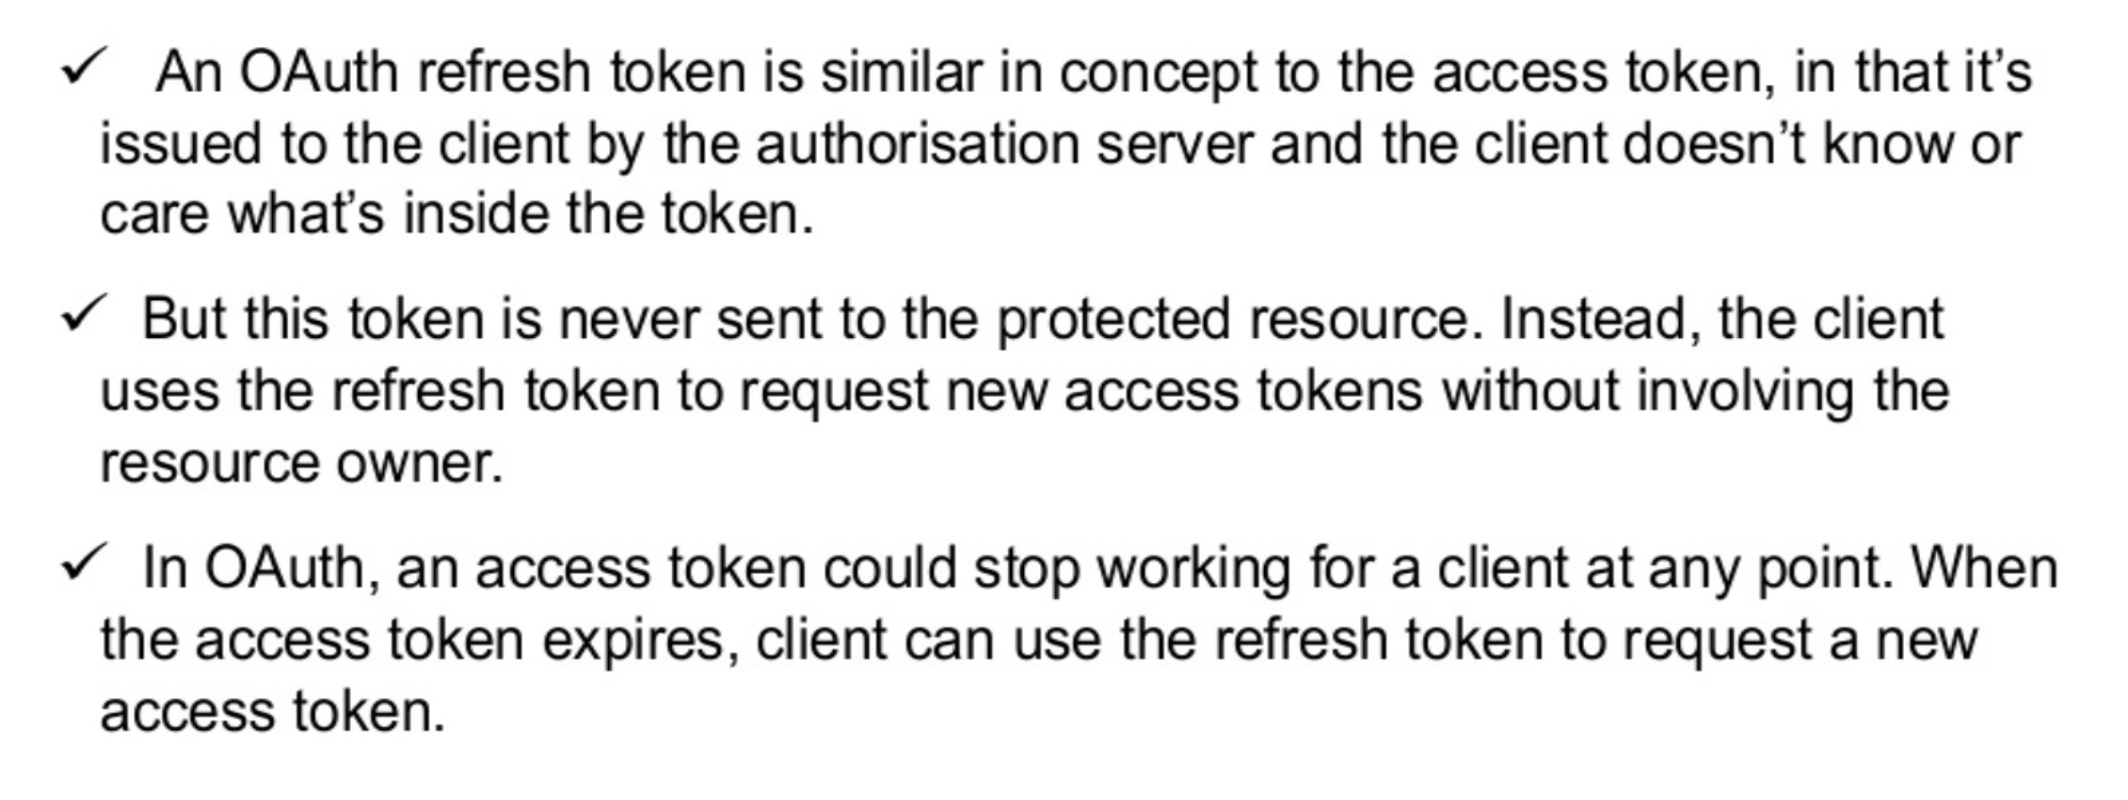 ✓ An OAuth refresh token is similar in concept to the access token, in that it’s
issued to the client by the authorisation server and the client doesn’t know or
care what’s inside the token.
✓ But this token is never sent to the protected resource. Instead, the client
uses the refresh token to request new access tokens without involving the
resource owner.
✓ In OAuth, an access token could stop working for a client at any point. When
the access token expires, client can use the refresh token to request a new
access token.